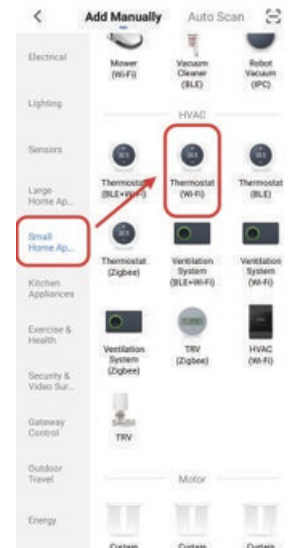 Add Manually
Auto Scan
Electrical
Lighting
Sensors
Large
Home Ap...
Small
Home Ap...
Kitchen
Appliances
Exercise &
Health
Security &
Video Sur...
Gateway
Control
Outdoor
Travel
Energy
Mower
(Wi-Fi)
Vacuum
Cleaner
(BLE)
Robot
Vacuum
(IPC)
HVAC
Thermostat
(BLE+Wi-Fi)
Thermostat
(Wi-Fi)
Thermostat
(BLE)
Thermostat
(Zigbee)
Ventilation
System
(BLE+Wi-Fi)
Ventilation
System
(Wi-Fi)
Ventilation
System
(Zigbee)
TRV
(Zigbee)
HVAC
(Wi-Fi)
TRV
Motor
Curtain
Curtain
Curtain